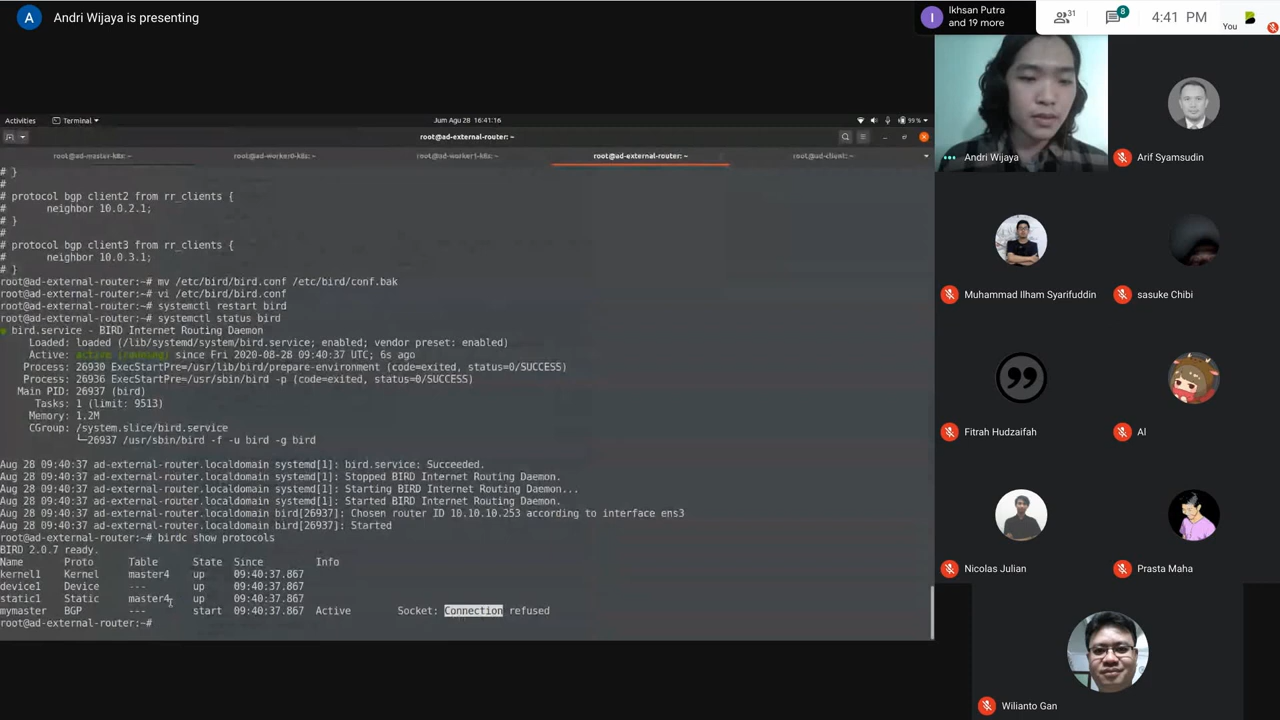 A Andri Wijaya is presenting
I Ikhsan Putra
and 19 more
31
8
4:41 PM
You
Activities
Terminal
Jum Agu 28 16:41:16
99 %
root@ad-external-router: ~
root@ad-master-k8s: ~
root@ad-worker0-k8s: ~
root@ad-worker1-k8s: ~
root@ad-external-router: ~
root@ad-client: ~
# }
#
# protocol bgp client2 from rr_clients {
# neighbor 10.0.2.1;
# }
#
# protocol bgp client3 from rr_clients {
# neighbor 10.0.3.1;
# }
root@ad-external-router:~# mv /etc/bird/bird.conf /etc/bird/conf.bak
root@ad-external-router:~# vi /etc/bird/bird.conf
root@ad-external-router:~# systemctl restart bird
root@ad-external-router:~# systemctl status bird
● bird.service - BIRD Internet Routing Daemon
Loaded: loaded (/lib/systemd/system/bird.service; enabled; vendor preset: enabled)
Active: active (running) since Fri 2020-08-28 09:40:37 UTC; 6s ago
Process: 26930 ExecStartPre=/usr/lib/bird/prepare-environment (code=exited, status=0/SUCCESS)
Process: 26936 ExecStartPre=/usr/sbin/bird -p (code=exited, status=0/SUCCESS)
Main PID: 26937 (bird)
Tasks: 1 (limit: 9513)
Memory: 1.2M
CGroup: /system.slice/bird.service
└─26937 /usr/sbin/bird -f -u bird -g bird
Aug 28 09:40:37 ad-external-router.localdomain systemd[1]: bird.service: Succeeded.
Aug 28 09:40:37 ad-external-router.localdomain systemd[1]: Stopped BIRD Internet Routing Daemon.
Aug 28 09:40:37 ad-external-router.localdomain systemd[1]: Starting BIRD Internet Routing Daemon...
Aug 28 09:40:37 ad-external-router.localdomain systemd[1]: Started BIRD Internet Routing Daemon.
Aug 28 09:40:37 ad-external-router.localdomain bird[26937]: Chosen router ID 10.10.10.253 according to interface ens3
Aug 28 09:40:37 ad-external-router.localdomain bird[26937]: Started
root@ad-external-router:~# birdc show protocols
BIRD 2.0.7 ready.
Name Proto Table State Since Info
kernel1 Kernel master4 up 09:40:37.867
device1 Device --- up 09:40:37.867
static1 Static master4 up 09:40:37.867
mymaster BGP --- start 09:40:37.867 Active Socket: Connection refused
root@ad-external-router:~#
Andri Wijaya
Arif Syamsudin
Muhammad Ilham Syarifuddin
sasuke Chibi
Fitrah Hudzaifah
Al
Nicolas Julian
Prasta Maha
Wilianto Gan